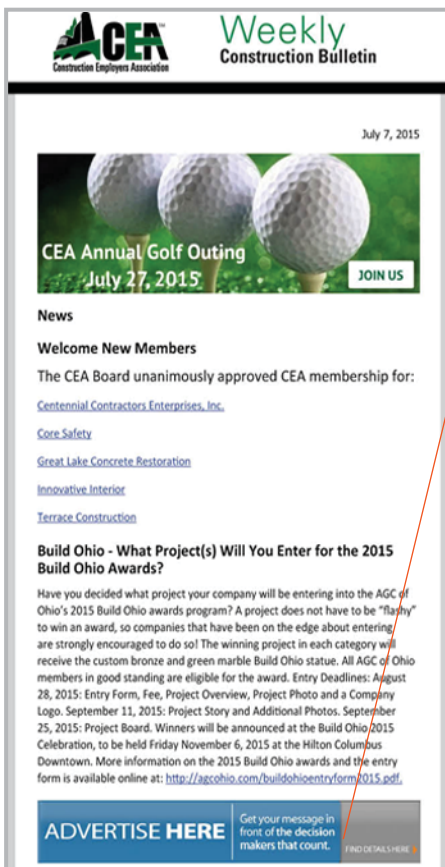 CEA
Construction Employers Association
Weekly
Construction Bulletin
July 7, 2015
CEA Annual Golf Outing
July 27, 2015
JOIN US
News
Welcome New Members
The CEA Board unanimously approved CEA membership for:
Centennial Contractors Enterprises, Inc.
Core Safety
Great Lake Concrete Restoration
Innovative Interior
Terrace Construction
Build Ohio - What Project(s) Will You Enter for the 2015
Build Ohio Awards?
Have you decided what project your company will be entering into the AGC of
Ohio's 2015 Build Ohio awards program? A project does not have to be "flashy"
to win an award, so companies that have been on the edge about entering
are strongly encouraged to do so! The winning project in each category will
receive the custom bronze and green marble Build Ohio statue. All AGC of Ohio
members in good standing are eligible for the award. Entry Deadlines: August
28, 2015: Entry Form, Fee, Project Overview, Project Photo and a Company
Logo. September 11, 2015: Project Story and Additional Photos. September
25, 2015: Project Board. Winners will be announced at the Build Ohio 2015
Celebration, to be held Friday November 6, 2015 at the Hilton Columbus
Downtown. More information on the 2015 Build Ohio awards and the entry
form is available online at: http://agcohio.com/buildohioentryform2015.pdf.
ADVERTISE HERE
Get your message in
front of the decision
makers that count.
FIND DETAILS HERE